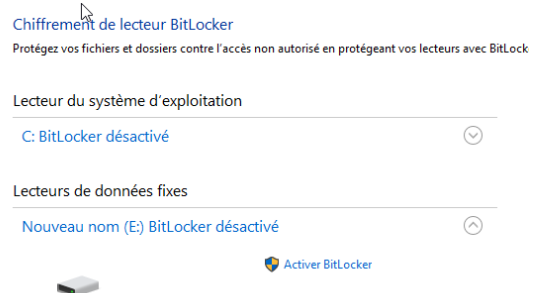 Chiffrement de lecteur BitLocker
Protégez vos fichiers et dossiers contre l'accès non autorisé en protégeant vos lecteurs avec BitLock
Lecteur du système d'exploitation
C: BitLocker désactivé
Lecteurs de données fixes
Nouveau nom (E:) BitLocker désactivé
Activer BitLocker